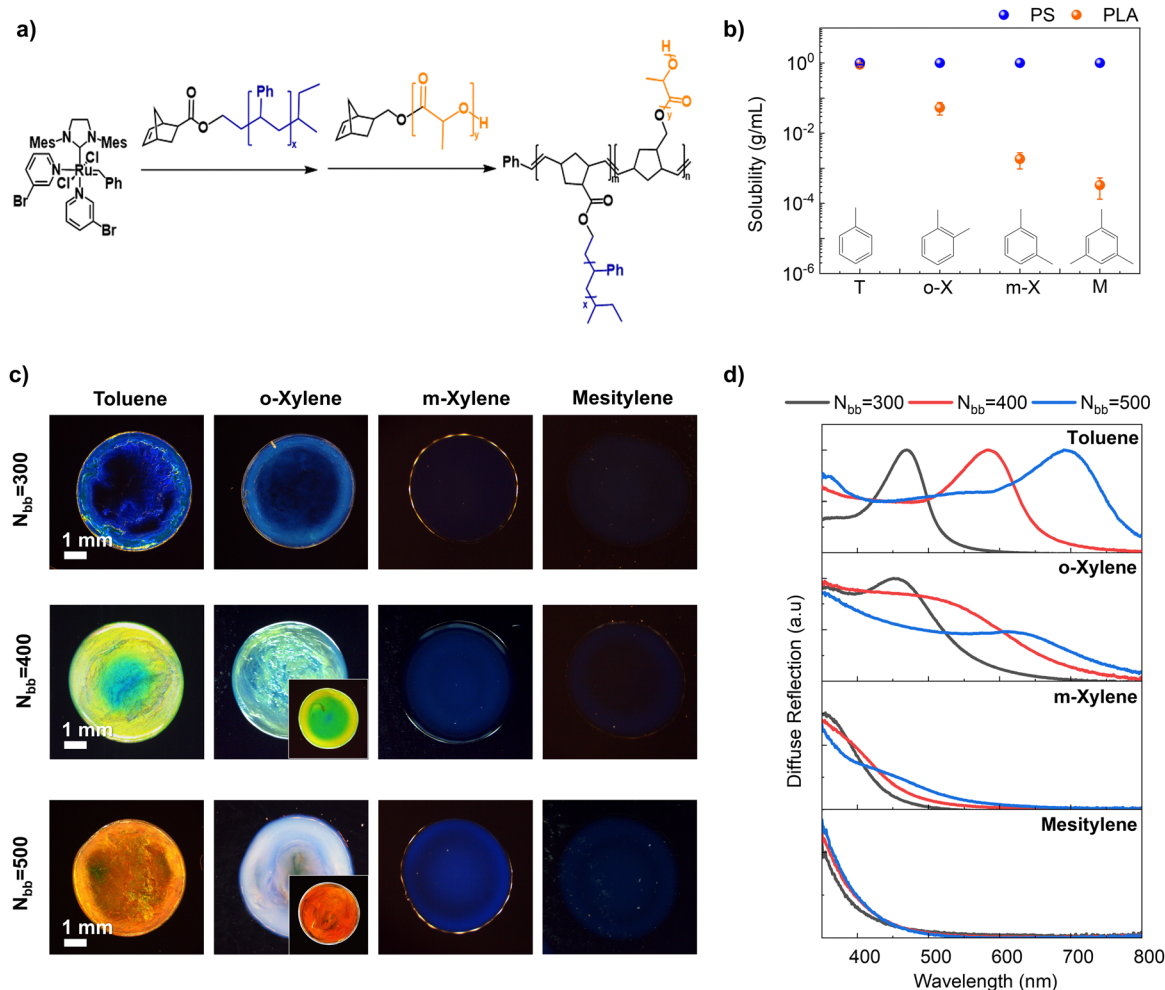 a)
Ph
O
O
x
O
O
O
H
y
Mes
N
N
Mes
Cl
Ru
Cl
Ph
N
N
Br
Br
H
O
O
y
O
Ph
m
n
O
O
Ph
x
b)
PS PLA
Solubility (g/mL)
10⁰
10⁻²
10⁻⁴
10⁻⁶
T o-X m-X M
c)
Toluene o-Xylene m-Xylene Mesitylene
N_bb=300
1 mm
N_bb=400
1 mm
N_bb=500
1 mm
d)
N_bb=300 N_bb=400 N_bb=500
Toluene
o-Xylene
m-Xylene
Mesitylene
Diffuse Reflection (a.u)
400 500 600 700 800
Wavelength (nm)